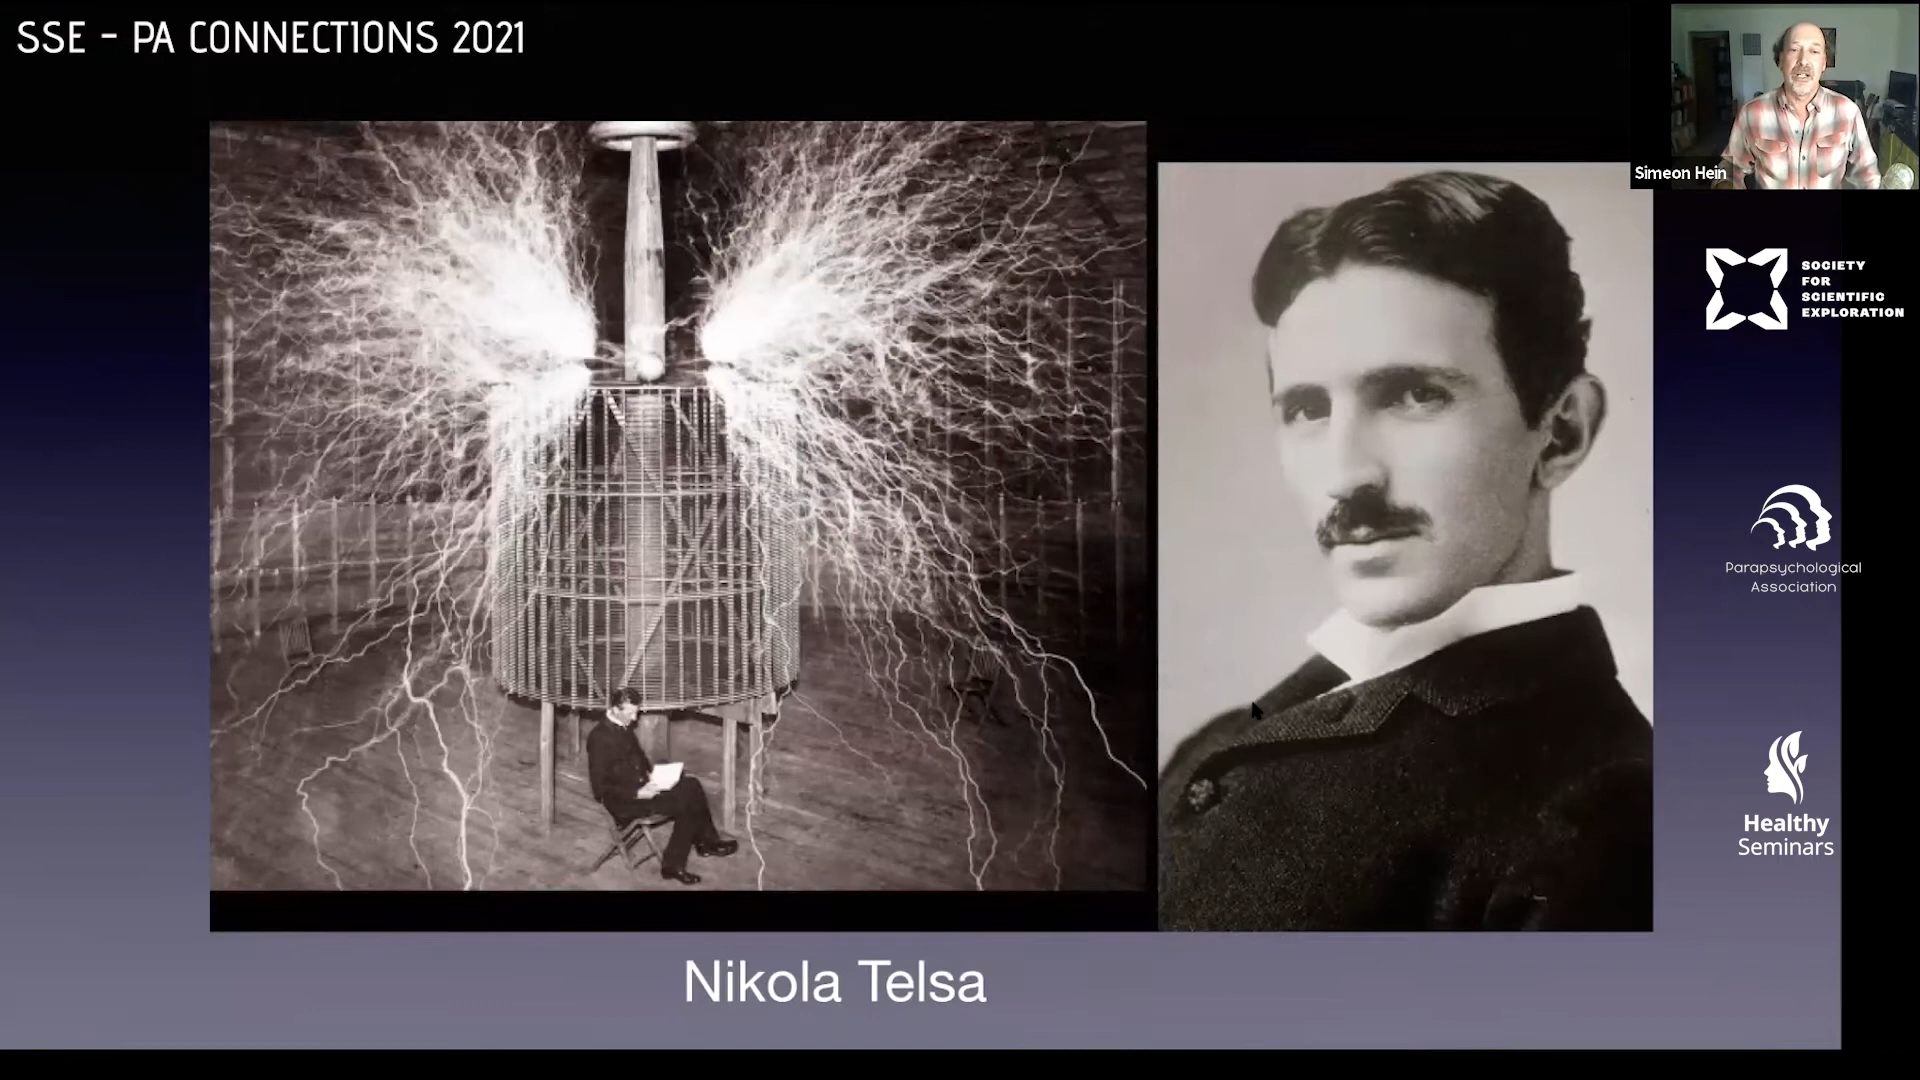 SSE - PA CONNECTIONS 2021
Simeon Hein
SOCIETY
FOR
SCIENTIFIC
EXPLORATION
Parapsychological
Association
Healthy
Seminars
Nikola Telsa